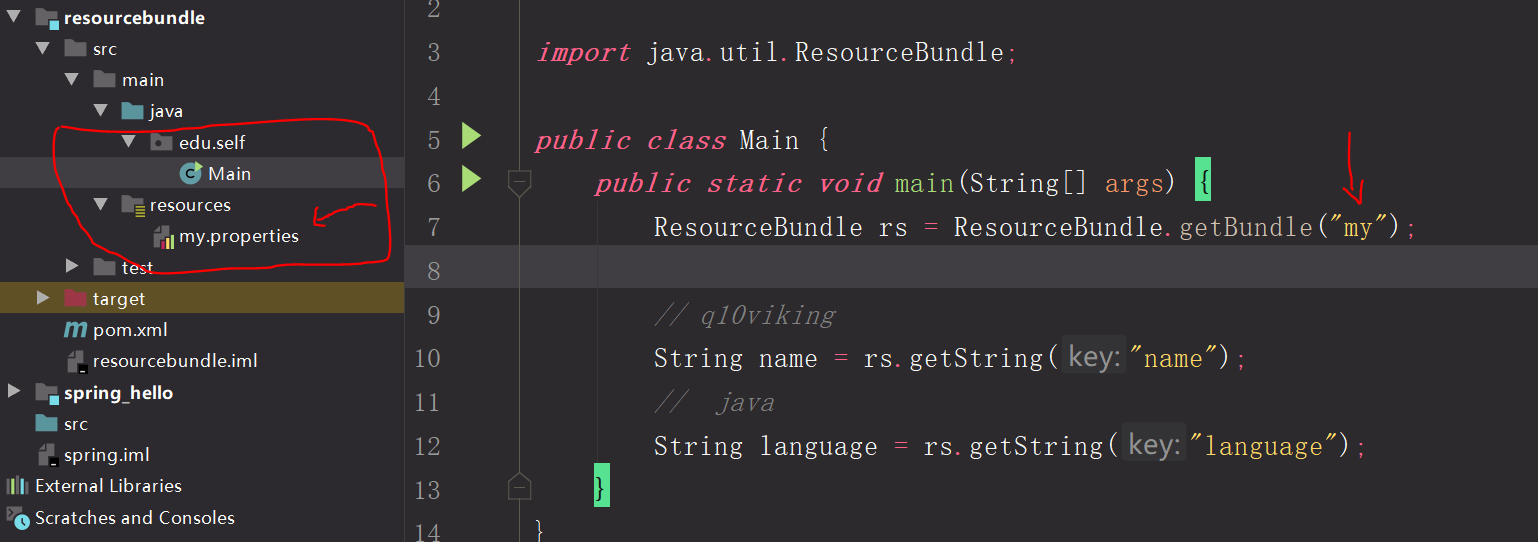 resourcebundle
src
main
java
edu.self
Main
resources
my.properties
test
target
pom.xml
resourcebundle.iml
spring_hello
src
spring.iml
External Libraries
Scratches and Consoles
2
3 import java.util.ResourceBundle;
4
5 public class Main {
6 public static void main(String[] args) {
7 ResourceBundle rs = ResourceBundle.getBundle("my");
8
9 // q10viking
10 String name = rs.getString( key: "name");
11 // java
12 String language = rs.getString( key: "language");
13 }
14 }